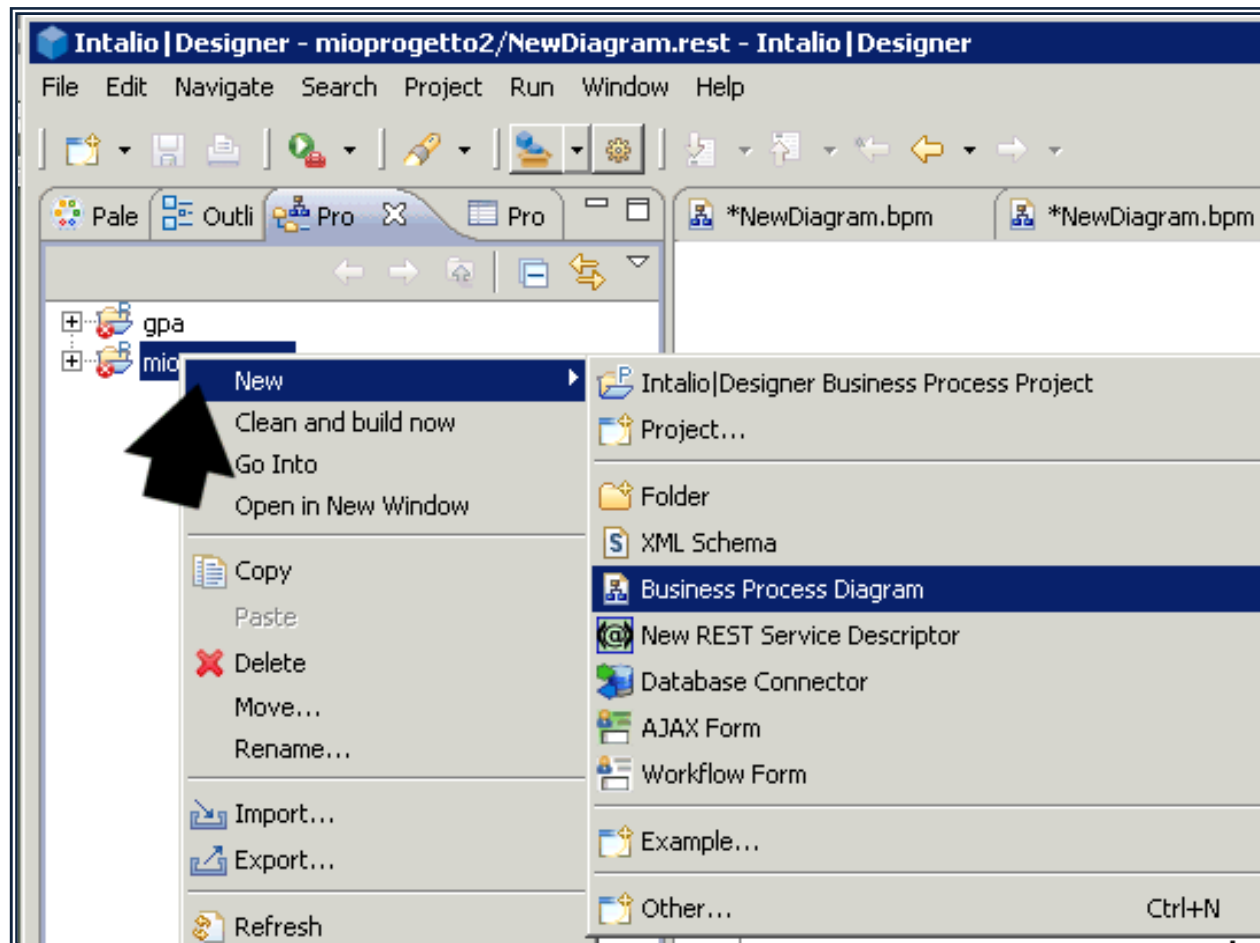 Intalio|Designer - mioprogetto2/NewDiagram.rest - Intalio|Designer
File Edit Navigate Search Project Run Window Help
Pale Outli Pro Pro *NewDiagram.bpm *NewDiagram.bpm
gpa
mio
New
Clean and build now
Go Into
Open in New Window
Copy
Paste
Delete
Move...
Rename...
Import...
Export...
Refresh
Intalio|Designer Business Process Project
Project...
Folder
XML Schema
Business Process Diagram
New REST Service Descriptor
Database Connector
AJAX Form
Workflow Form
Example...
Other... Ctrl+N